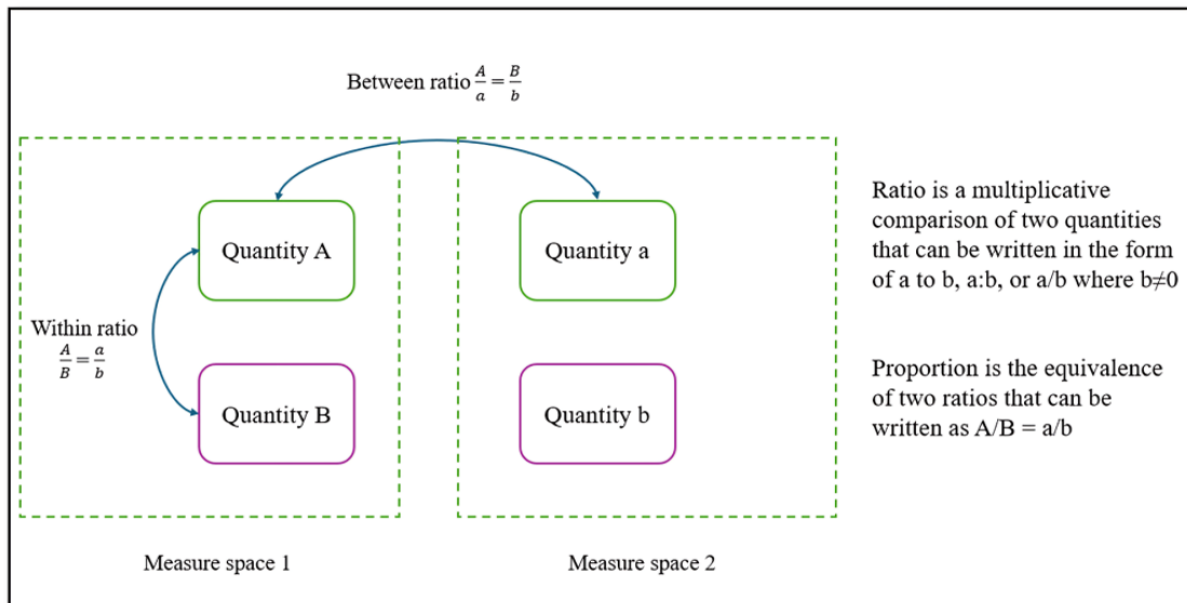 Between ratio A/a = B/b
Quantity A
Quantity a
Ratio is a multiplicative
comparison of two quantities
that can be written in the form
of a to b, a:b, or a/b where b≠0
Within ratio
A/B = a/b
Quantity B
Quantity b
Proportion is the equivalence
of two ratios that can be
written as A/B = a/b
Measure space 1
Measure space 2